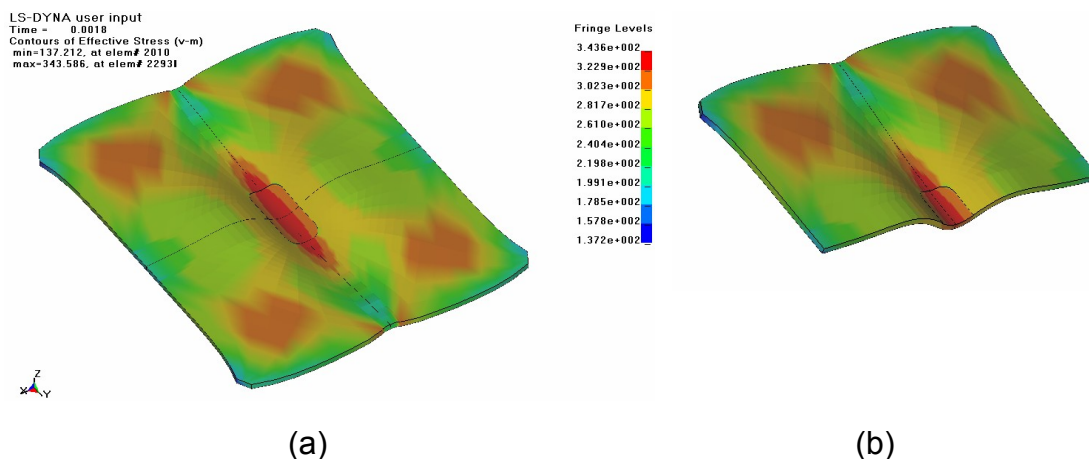 LS-DYNA user input
Time = 0.0018
Contours of Effective Stress (v-m)
min=137.212, at elem# 2010
max=343.586, at elem# 22931
Fringe Levels
3.436e+002
3.229e+002
3.023e+002
2.817e+002
2.610e+002
2.404e+002
2.198e+002
1.991e+002
1.785e+002
1.578e+002
1.372e+002
Z
X
Y
(a)
(b)